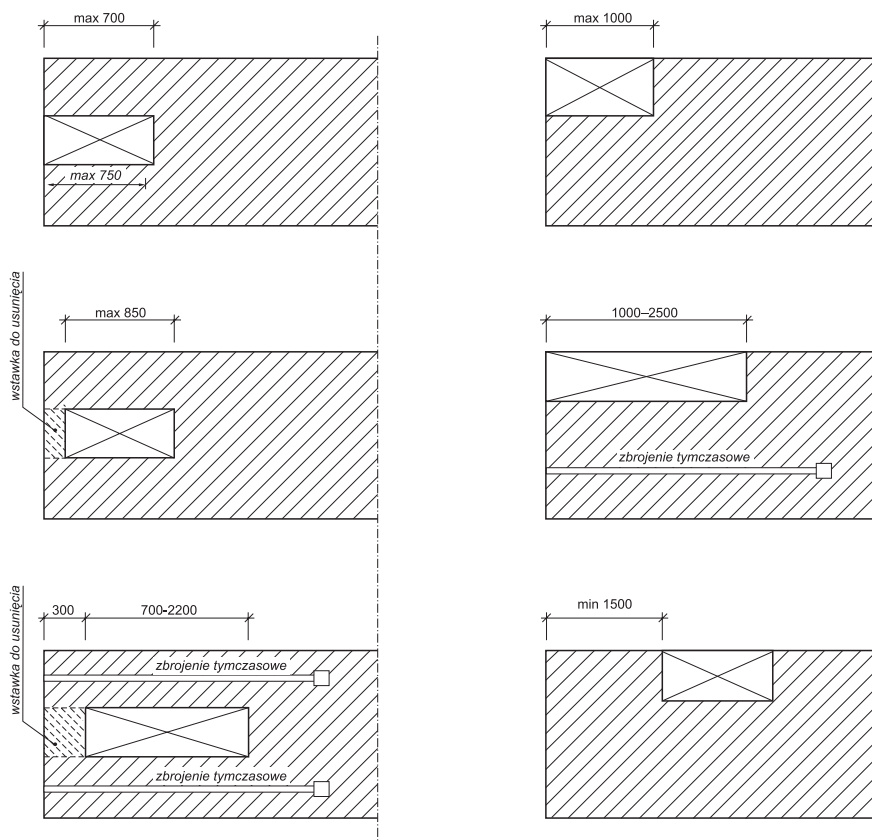 max 700
max 1000
max 750
wstawka do usunięcia
max 850
1000–2500
zbrojenie tymczasowe
wstawka do usunięcia
300
700-2200
min 1500
zbrojenie tymczasowe
zbrojenie tymczasowe